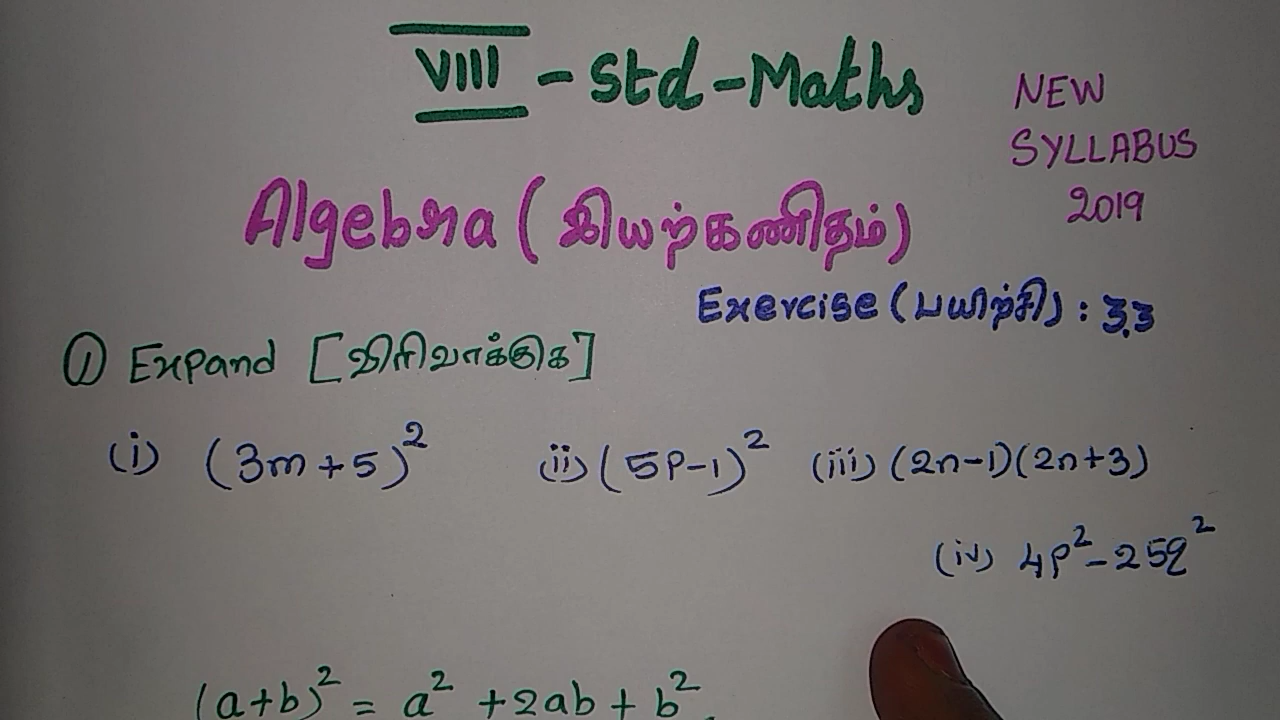 VIII - Std - Maths
NEW
SYLLABUS
2019
Algebra (இயற்கணிதம்)
Exercise (பயிற்சி) : 3.3
① Expand [விரிவாக்குக]
(i) (3m+5)² (ii) (5p-1)² (iii) (2n-1)(2n+3)
(iv) 4p²-25q²
(a+b)² = a² +2ab + b².